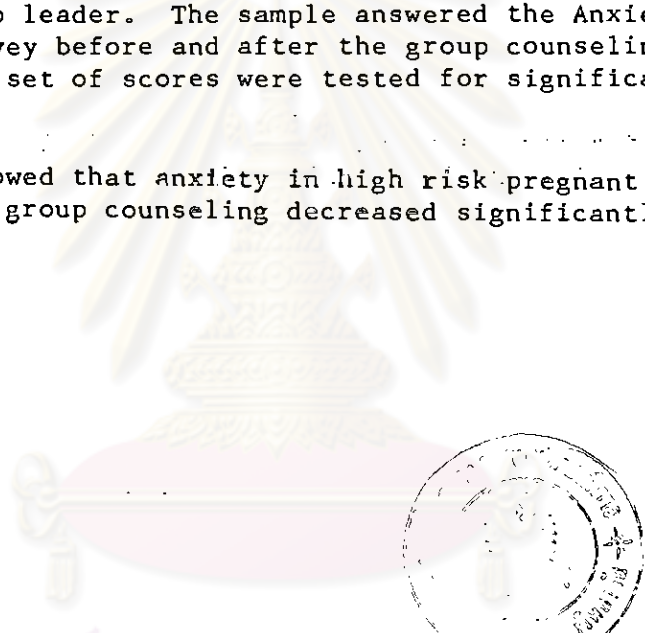 leader. The sample answered the Anxie
vey before and after the group counselin
set of scores were tested for significa
owed that anxiety in high risk pregnant
group counseling decreased significantl